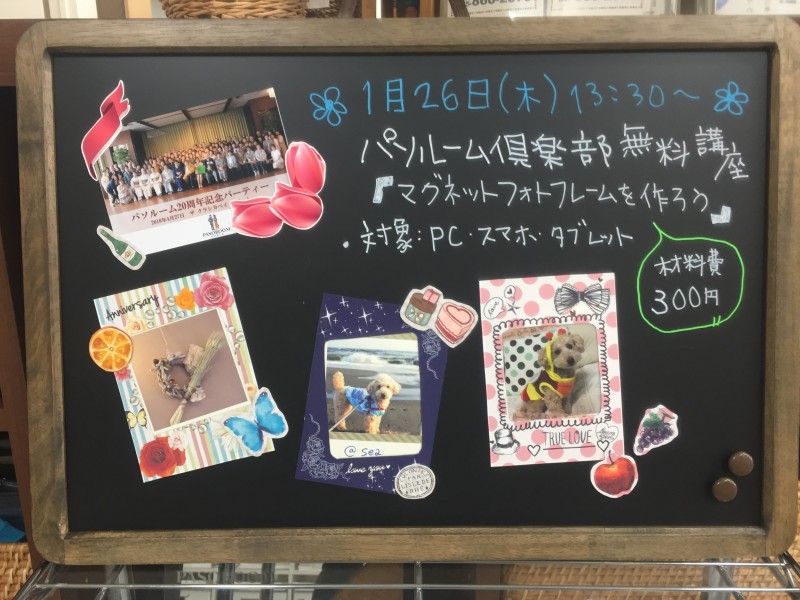 1月26日(木) 13:30~
パソルーム倶楽部無料講座
『マグネットフォトフレームを作ろう』
・対象:PC・スマホ・タブレット
材料費
300円
パソルーム20周年記念パーティー
Anniversary
@sea
love you♥
love
TRUE LOVE